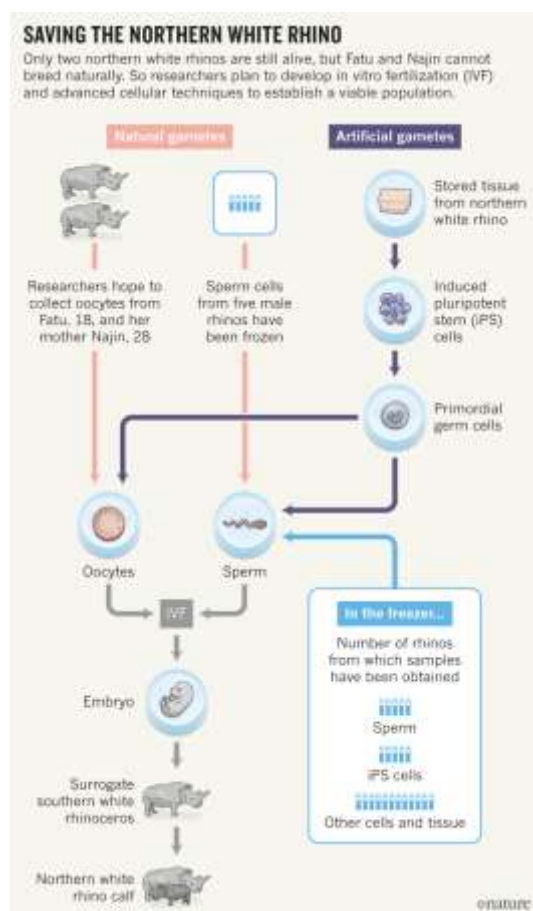 SAVING THE NORTHERN WHITE RHINO
Only two northern white rhinos are still alive, but Fatu and Najin cannot
breed naturally. So researchers plan to develop in vitro fertilization (IVF)
and advanced cellular techniques to establish a viable population.
Natural gametes
Artificial gametes
Stored tissue
from northern
white rhino
Researchers hope to
collect oocytes from
Fatu, 18, and her
mother Najin, 28
Sperm cells
from five male
rhinos have
been frozen
Induced
pluripotent
stem (iPS)
cells
Primordial
germ cells
Oocytes
Sperm
IVF
Embryo
Surrogate
southern white
rhinoceros
Northern white
rhino calf
In the freezer...
Number of rhinos
from which samples
have been obtained
Sperm
iPS cells
Other cells and tissue
©nature